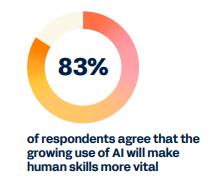 83%
of respondents agree that the
growing use of AI will make
human skills more vital